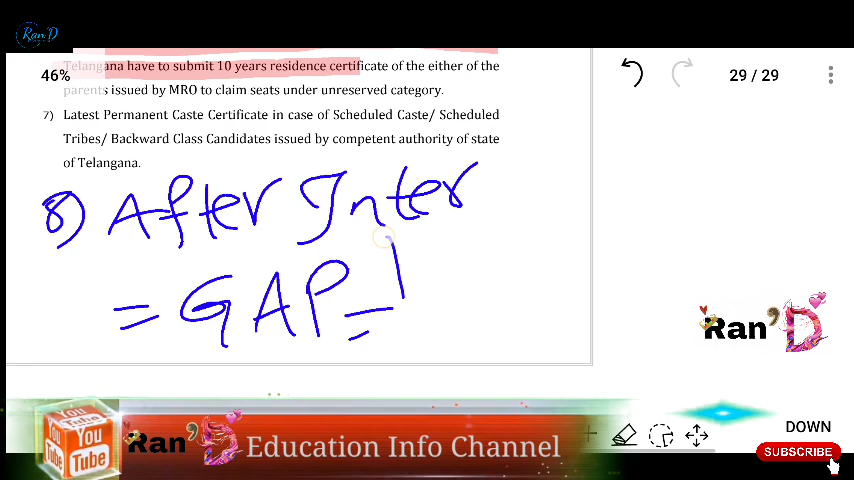 Ran'D
Telangana have to submit 10 years residence certificate of the either of the
46%
parents issued by MRO to claim seats under unreserved category.
7) Latest Permanent Caste Certificate in case of Scheduled Caste/ Scheduled
Tribes/ Backward Class Candidates issued by competent authority of state
of Telangana.
8) After Inter
= GAP =
29 / 29
Ran'D
You Tube
You
Tube
Ran'D Education Info Channel
DOWN
SUBSCRIBE